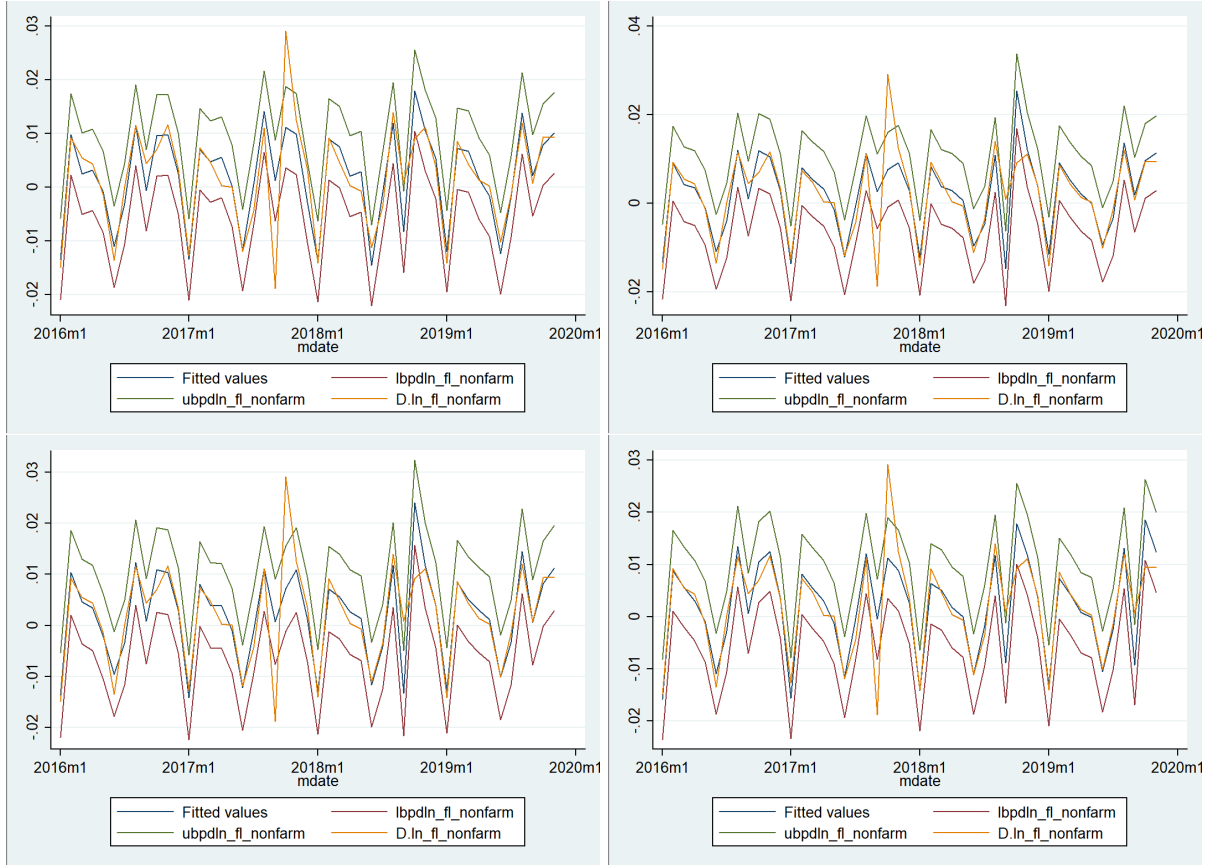 .03
.02
.01
0
-.01
-.02
2016m1 2017m1 2018m1 2019m1 2020m1
mdate
Fitted values lbpdln_fl_nonfarm
ubpdln_fl_nonfarm D.ln_fl_nonfarm
.04
.02
0
-.02
2016m1 2017m1 2018m1 2019m1 2020m1
mdate
Fitted values lbpdln_fl_nonfarm
ubpdln_fl_nonfarm D.ln_fl_nonfarm
.03
.02
.01
0
-.01
-.02
2016m1 2017m1 2018m1 2019m1 2020m1
mdate
Fitted values lbpdln_fl_nonfarm
ubpdln_fl_nonfarm D.ln_fl_nonfarm
.03
.02
.01
0
-.01
-.02
2016m1 2017m1 2018m1 2019m1 2020m1
mdate
Fitted values lbpdln_fl_nonfarm
ubpdln_fl_nonfarm D.ln_fl_nonfarm